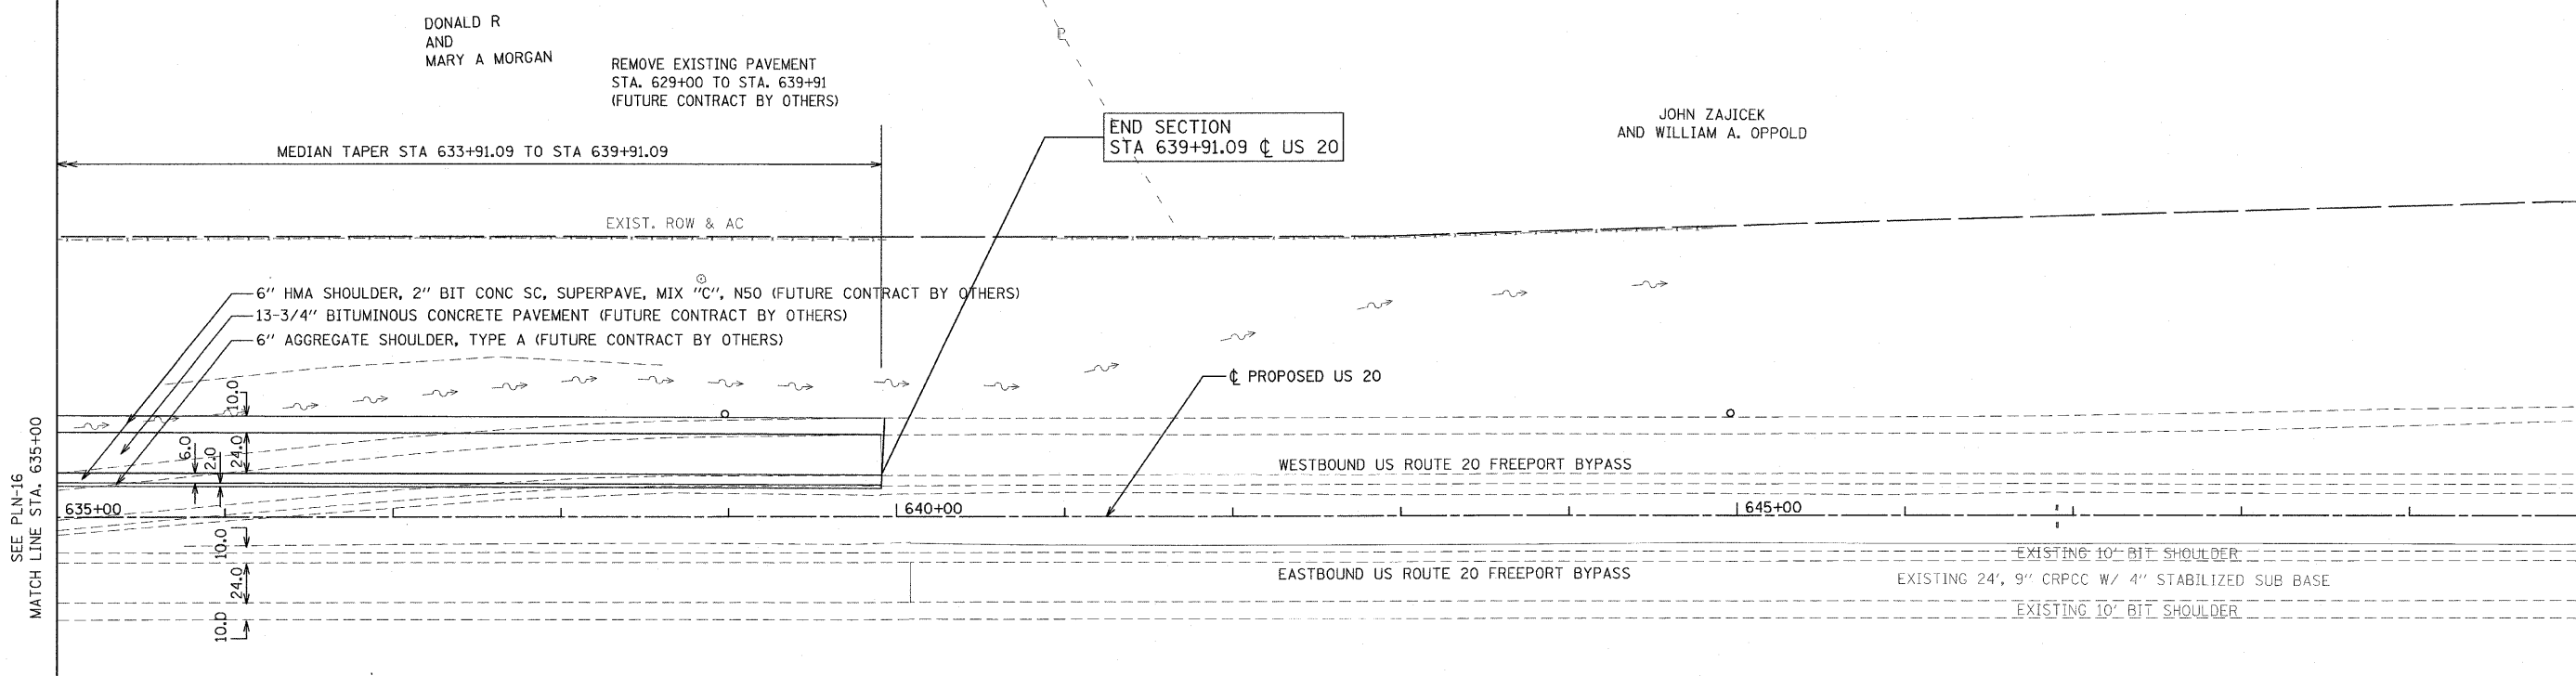 DONALD R
AND
MARY A MORGAN
REMOVE EXISTING PAVEMENT
STA. 629+00 TO STA. 639+91
(FUTURE CONTRACT BY OTHERS)
℄
END SECTION
STA 639+91.09 ℄ US 20
JOHN ZAJICEK
AND WILLIAM A. OPPOLD
MEDIAN TAPER STA 633+91.09 TO STA 639+91.09
EXIST. ROW & AC
6" HMA SHOULDER, 2" BIT CONC SC, SUPERPAVE, MIX "C", N50 (FUTURE CONTRACT BY OTHERS)
13-3/4" BITUMINOUS CONCRETE PAVEMENT (FUTURE CONTRACT BY OTHERS)
6" AGGREGATE SHOULDER, TYPE A (FUTURE CONTRACT BY OTHERS)
℄ PROPOSED US 20
10.0
6.0
2.0
24.0
WESTBOUND US ROUTE 20 FREEPORT BYPASS
SEE PLN-16
MATCH LINE STA. 635+00
635+00
640+00
645+00
10.0
24.0
10.0
EXISTING 10' BIT SHOULDER
EASTBOUND US ROUTE 20 FREEPORT BYPASS
EXISTING 24', 9" CRPCC W/ 4" STABILIZED SUB BASE
EXISTING 10' BIT SHOULDER